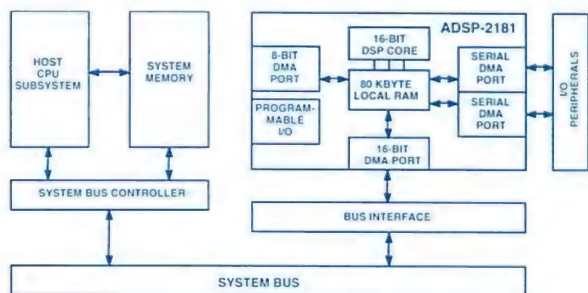 HOST
CPU
SUBSYSTEM
SYSTEM
MEMORY
SYSTEM BUS CONTROLLER
ADSP-2181
16-BIT
DSP CORE
8-BIT
DMA
PORT
80 KBYTE
LOCAL RAM
PROGRAM-
MABLE I/O
SERIAL
DMA
PORT
SERIAL
DMA
PORT
16-BIT
DMA PORT
I/O
PERIPHERALS
BUS INTERFACE
SYSTEM BUS